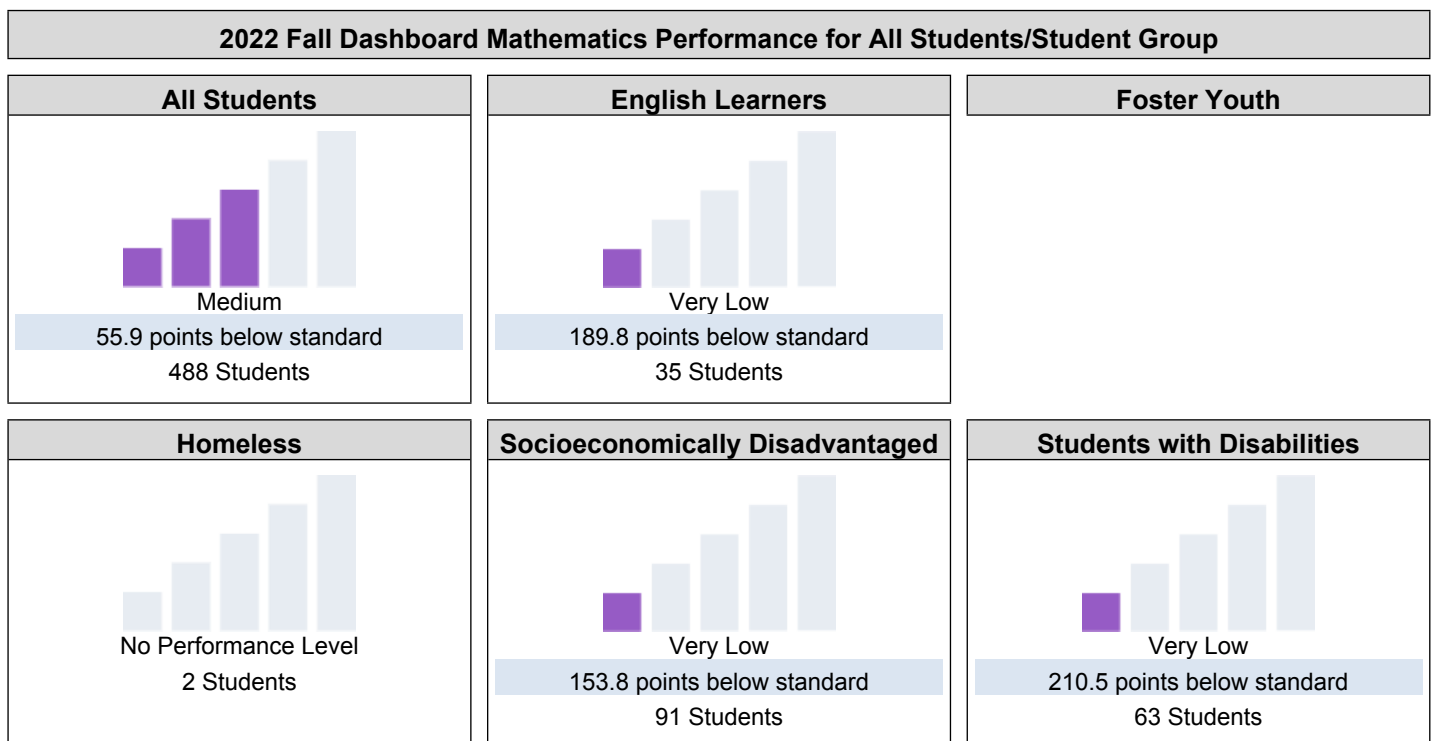 2022 Fall Dashboard Mathematics Performance for All Students/Student Group
All Students
Medium
55.9 points below standard
488 Students
English Learners
Very Low
189.8 points below standard
35 Students
Foster Youth
Homeless
No Performance Level
2 Students
Socioeconomically Disadvantaged
Very Low
153.8 points below standard
91 Students
Students with Disabilities
Very Low
210.5 points below standard
63 Students